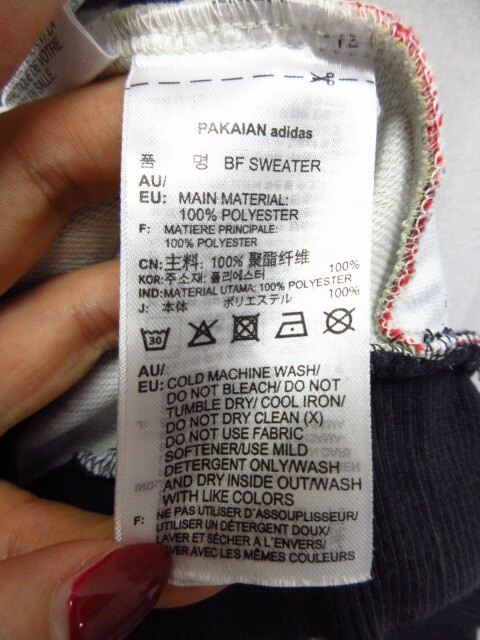 DE VOTRE
SALLE
PAKAIAN adidas
품 명 BF SWEATER
AU/
EU: MAIN MATERIAL:
100% POLYESTER
F: MATIERE PRINCIPALE:
100% POLYESTER
CN: 主料: 100% 聚酯纤维
KOR: 주소재: 폴리에스터 100%
IND: MATERIAL UTAMA: 100% POLYESTER
J: 本体 ポリエステル 100%
30
AU/
EU: COLD MACHINE WASH/
DO NOT BLEACH/ DO NOT
TUMBLE DRY/ COOL IRON/
DO NOT DRY CLEAN (X)
DO NOT USE FABRIC
SOFTENER/USE MILD
DETERGENT ONLY/WASH
AND DRY INSIDE OUT/WASH
WITH LIKE COLORS
F: NE PAS UTILISER D'ASSOUPLISSEUR/
UTILISER UN DÉTERGENT DOUX/
LAVER ET SÉCHER A L'ENVERS/
AVER AVEC LES MÊMES COULEURS